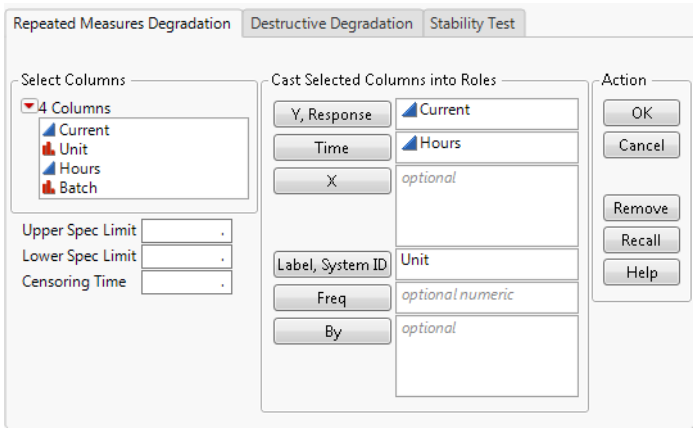 Repeated Measures Degradation
Destructive Degradation
Stability Test
Select Columns
4 Columns
Current
Unit
Hours
Batch
Upper Spec Limit .
Lower Spec Limit .
Censoring Time .
Cast Selected Columns into Roles
Y, Response Current
Time Hours
X optional
Label, System ID Unit
Freq optional numeric
By optional
Action
OK
Cancel
Remove
Recall
Help